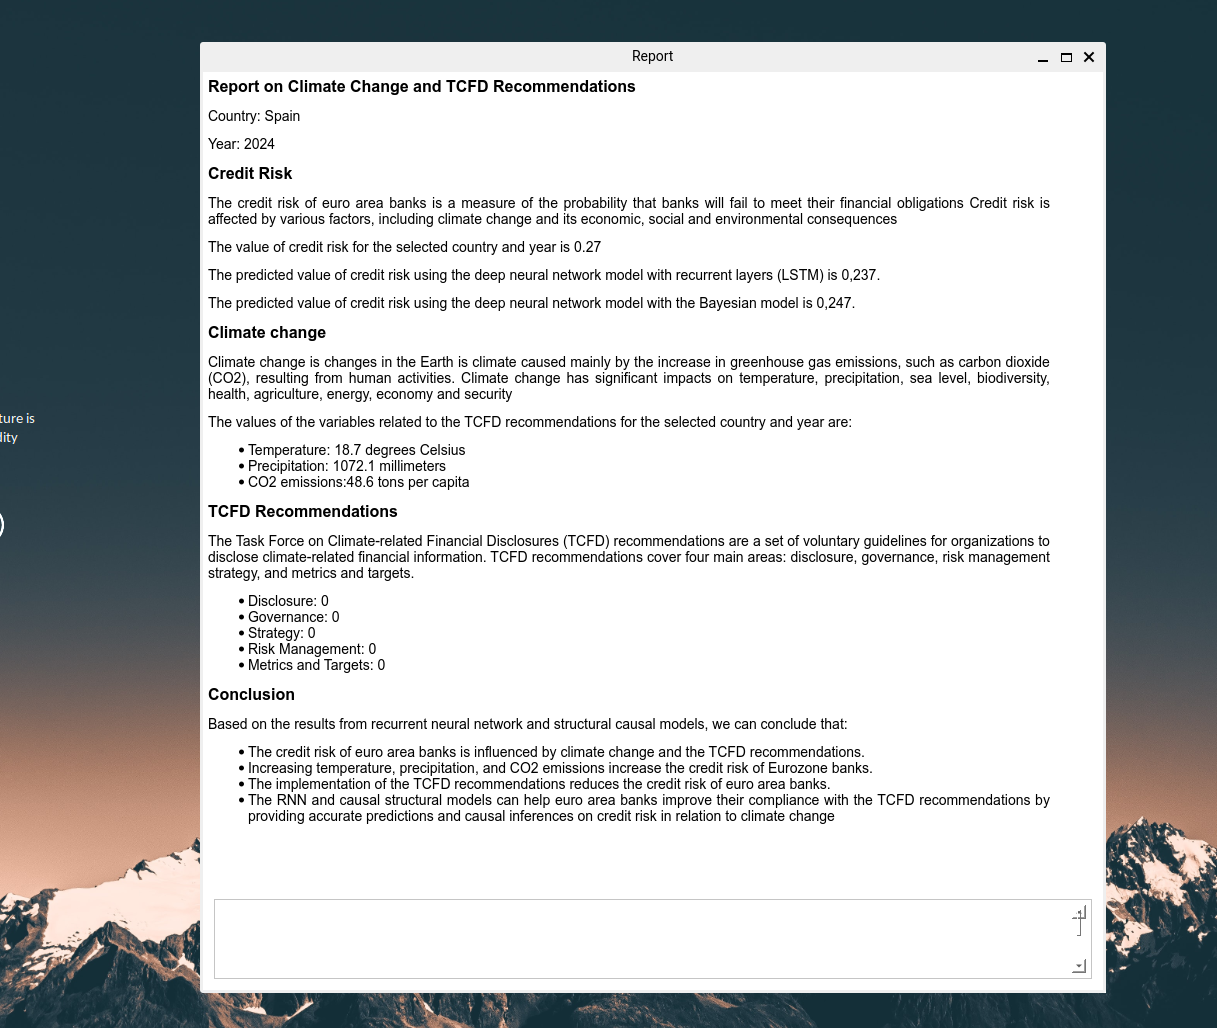 Report
Report on Climate Change and TCFD Recommendations
Country: Spain
Year: 2024
Credit Risk
The credit risk of euro area banks is a measure of the probability that banks will fail to meet their financial obligations Credit risk is
affected by various factors, including climate change and its economic, social and environmental consequences
The value of credit risk for the selected country and year is 0.27
The predicted value of credit risk using the deep neural network model with recurrent layers (LSTM) is 0,237.
The predicted value of credit risk using the deep neural network model with the Bayesian model is 0,247.
Climate change
Climate change is changes in the Earth is climate caused mainly by the increase in greenhouse gas emissions, such as carbon dioxide
(CO2), resulting from human activities. Climate change has significant impacts on temperature, precipitation, sea level, biodiversity,
health, agriculture, energy, economy and security
The values of the variables related to the TCFD recommendations for the selected country and year are:
• Temperature: 18.7 degrees Celsius
• Precipitation: 1072.1 millimeters
• CO2 emissions:48.6 tons per capita
TCFD Recommendations
The Task Force on Climate-related Financial Disclosures (TCFD) recommendations are a set of voluntary guidelines for organizations to
disclose climate-related financial information. TCFD recommendations cover four main areas: disclosure, governance, risk management
strategy, and metrics and targets.
• Disclosure: 0
• Governance: 0
• Strategy: 0
• Risk Management: 0
• Metrics and Targets: 0
Conclusion
Based on the results from recurrent neural network and structural causal models, we can conclude that:
• The credit risk of euro area banks is influenced by climate change and the TCFD recommendations.
• Increasing temperature, precipitation, and CO2 emissions increase the credit risk of Eurozone banks.
• The implementation of the TCFD recommendations reduces the credit risk of euro area banks.
• The RNN and causal structural models can help euro area banks improve their compliance with the TCFD recommendations by
providing accurate predictions and causal inferences on credit risk in relation to climate change
ture is
dity